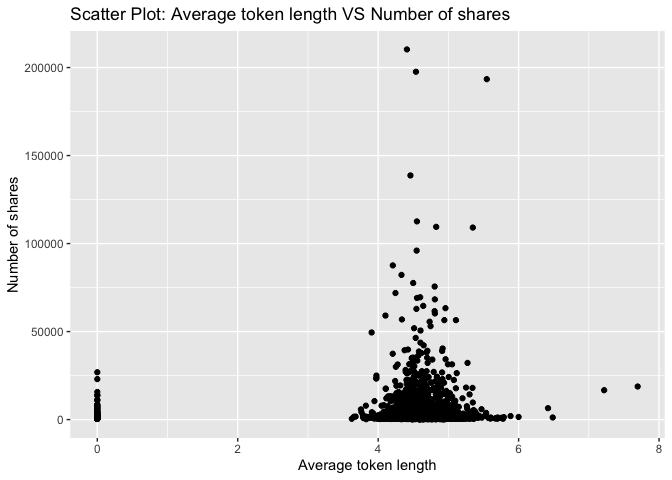 Scatter Plot: Average token length VS Number of shares
Number of shares
200000
150000
100000
50000
0
0 2 4 6 8
Average token length